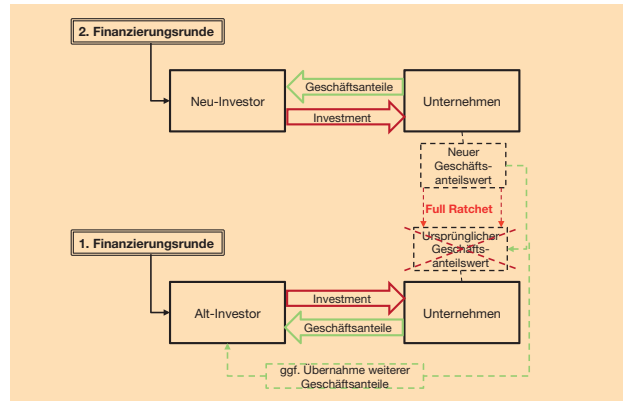 2. Finanzierungsrunde
Neu-Investor
Geschäftsanteile
Investment
Unternehmen
Neuer
Geschäfts-
anteilswert
Full Ratchet
Ursprünglicher
Geschäfts-
anteilswert
1. Finanzierungsrunde
Alt-Investor
Investment
Geschäftsanteile
Unternehmen
ggf. Übernahme weiterer
Geschäftsanteile